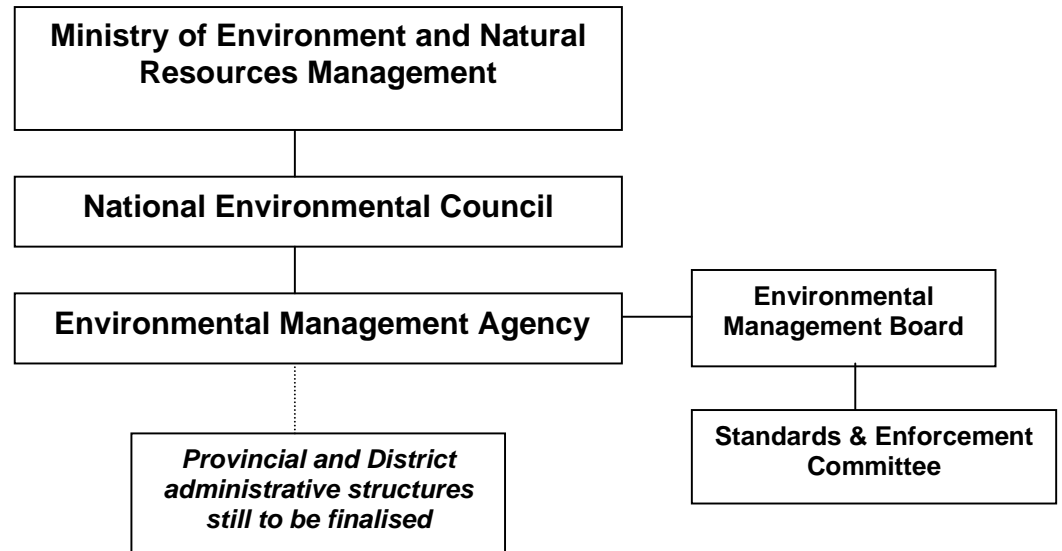 Ministry of Environment and Natural
Resources Management
National Environmental Council
Environmental Management Agency
Environmental
Management Board
Standards & Enforcement
Committee
Provincial and District
administrative structures
still to be finalised